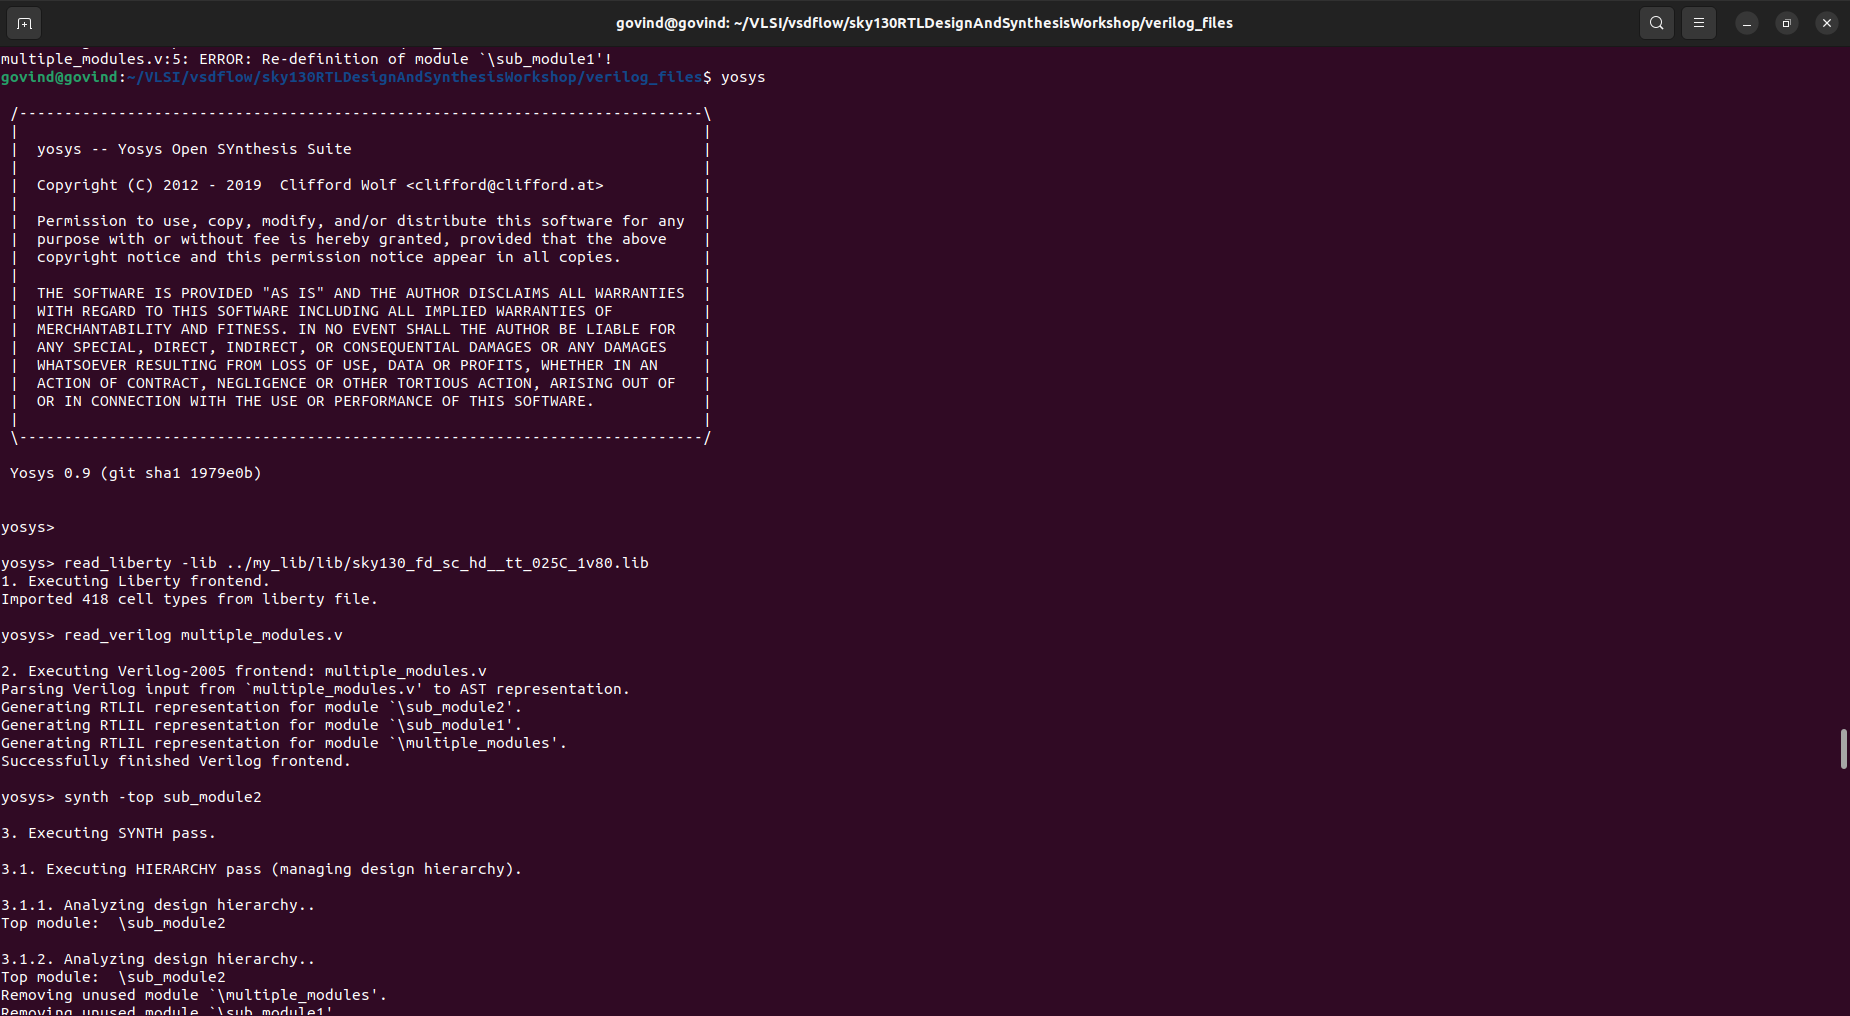 govind@govind: ~/VLSI/vsdflow/sky130RTLDesignAndSynthesisWorkshop/verilog_files
multiple_modules.v:5: ERROR: Re-definition of module `\sub_module1'!
govind@govind:~/VLSI/vsdflow/sky130RTLDesignAndSynthesisWorkshop/verilog_files$ yosys
/----------------------------------------------------------------------------\
|                                                                            |
|  yosys -- Yosys Open SYnthesis Suite                                       |
|                                                                            |
|  Copyright (C) 2012 - 2019  Clifford Wolf <clifford@clifford.at>           |
|                                                                            |
|  Permission to use, copy, modify, and/or distribute this software for any  |
|  purpose with or without fee is hereby granted, provided that the above    |
|  copyright notice and this permission notice appear in all copies.         |
|                                                                            |
|  THE SOFTWARE IS PROVIDED "AS IS" AND THE AUTHOR DISCLAIMS ALL WARRANTIES  |
|  WITH REGARD TO THIS SOFTWARE INCLUDING ALL IMPLIED WARRANTIES OF          |
|  MERCHANTABILITY AND FITNESS. IN NO EVENT SHALL THE AUTHOR BE LIABLE FOR   |
|  ANY SPECIAL, DIRECT, INDIRECT, OR CONSEQUENTIAL DAMAGES OR ANY DAMAGES    |
|  WHATSOEVER RESULTING FROM LOSS OF USE, DATA OR PROFITS, WHETHER IN AN     |
|  ACTION OF CONTRACT, NEGLIGENCE OR OTHER TORTIOUS ACTION, ARISING OUT OF   |
|  OR IN CONNECTION WITH THE USE OR PERFORMANCE OF THIS SOFTWARE.            |
|                                                                            |
\----------------------------------------------------------------------------/
Yosys 0.9 (git sha1 1979e0b)
yosys>
yosys> read_liberty -lib ../my_lib/lib/sky130_fd_sc_hd__tt_025C_1v80.lib
1. Executing Liberty frontend.
Imported 418 cell types from liberty file.
yosys> read_verilog multiple_modules.v
2. Executing Verilog-2005 frontend: multiple_modules.v
Parsing Verilog input from `multiple_modules.v' to AST representation.
Generating RTLIL representation for module `\sub_module2'.
Generating RTLIL representation for module `\sub_module1'.
Generating RTLIL representation for module `\multiple_modules'.
Successfully finished Verilog frontend.
yosys> synth -top sub_module2
3. Executing SYNTH pass.
3.1. Executing HIERARCHY pass (managing design hierarchy).
3.1.1. Analyzing design hierarchy..
Top module:  \sub_module2
3.1.2. Analyzing design hierarchy..
Top module:  \sub_module2
Removing unused module `\multiple_modules'.
Removing unused module `\sub_module1'